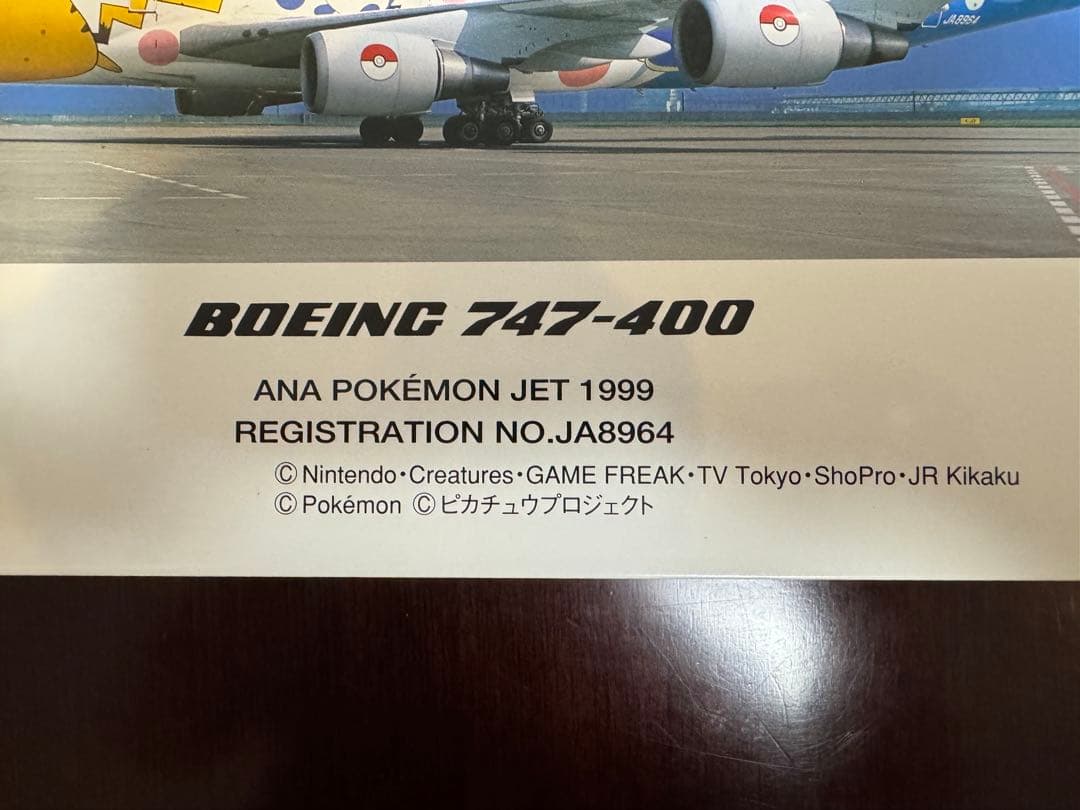 JA8964
BOEING 747-400
ANA POKÉMON JET 1999
REGISTRATION NO.JA8964
©Nintendo・Creatures・GAME FREAK・TV Tokyo・ShoPro・JR Kikaku
©Pokémon ©ピカチュウプロジェクト